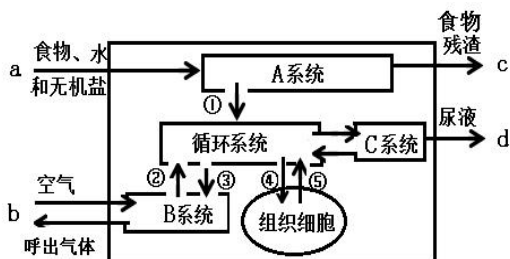 食物
残渣
a
食物、水
和无机盐
A系统
c
①
尿液
循环系统
C系统
d
②
③
④
⑤
空气
b
B系统
组织细胞
呼出气体